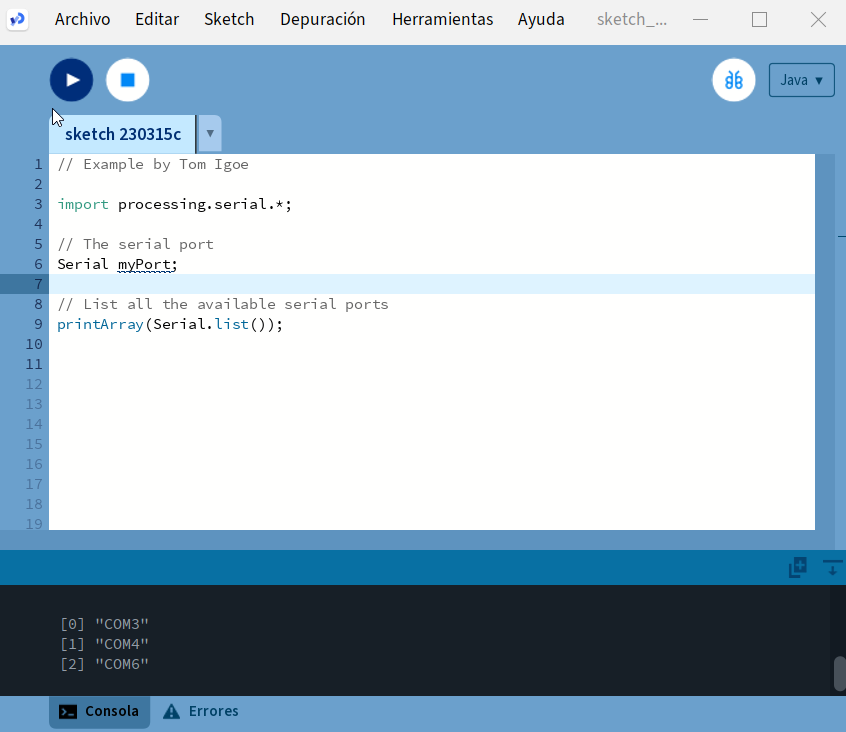 Archivo Editar Sketch Depuración Herramientas Ayuda sketch_...
Java ▾
sketch 230315c ▾
1 // Example by Tom Igoe
2
3 import processing.serial.*;
4
5 // The serial port
6 Serial myPort;
7
8 // List all the available serial ports
9 printArray(Serial.list());
10
11
12
13
14
15
16
17
18
19
[0] "COM3"
[1] "COM4"
[2] "COM6"
Consola Errores